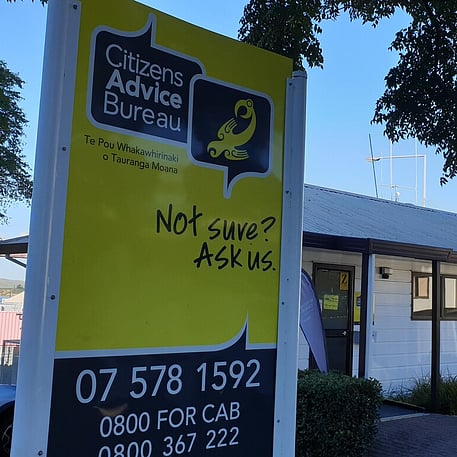 Citizens
Advice
Bureau
Te Pou Whakawhirinaki
o Tauranga Moana
Not sure?
Ask us.
07 578 1592
0800 FOR CAB
0800 367 222